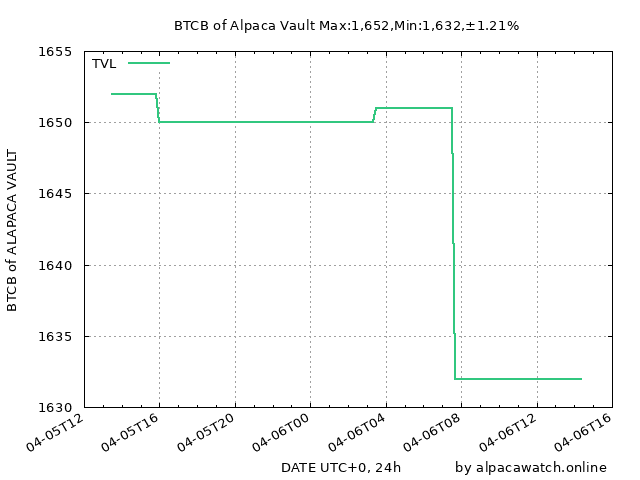 BTCB of Alpaca Vault Max:1,652,Min:1,632,±1.21%
TVL
1655
1650
1645
1640
1635
1630
BTCB of ALAPACA VAULT
04-05T12
04-05T16
04-05T20
04-06T00
04-06T04
04-06T08
04-06T12
04-06T16
DATE UTC+0, 24h
by alpacawatch.online